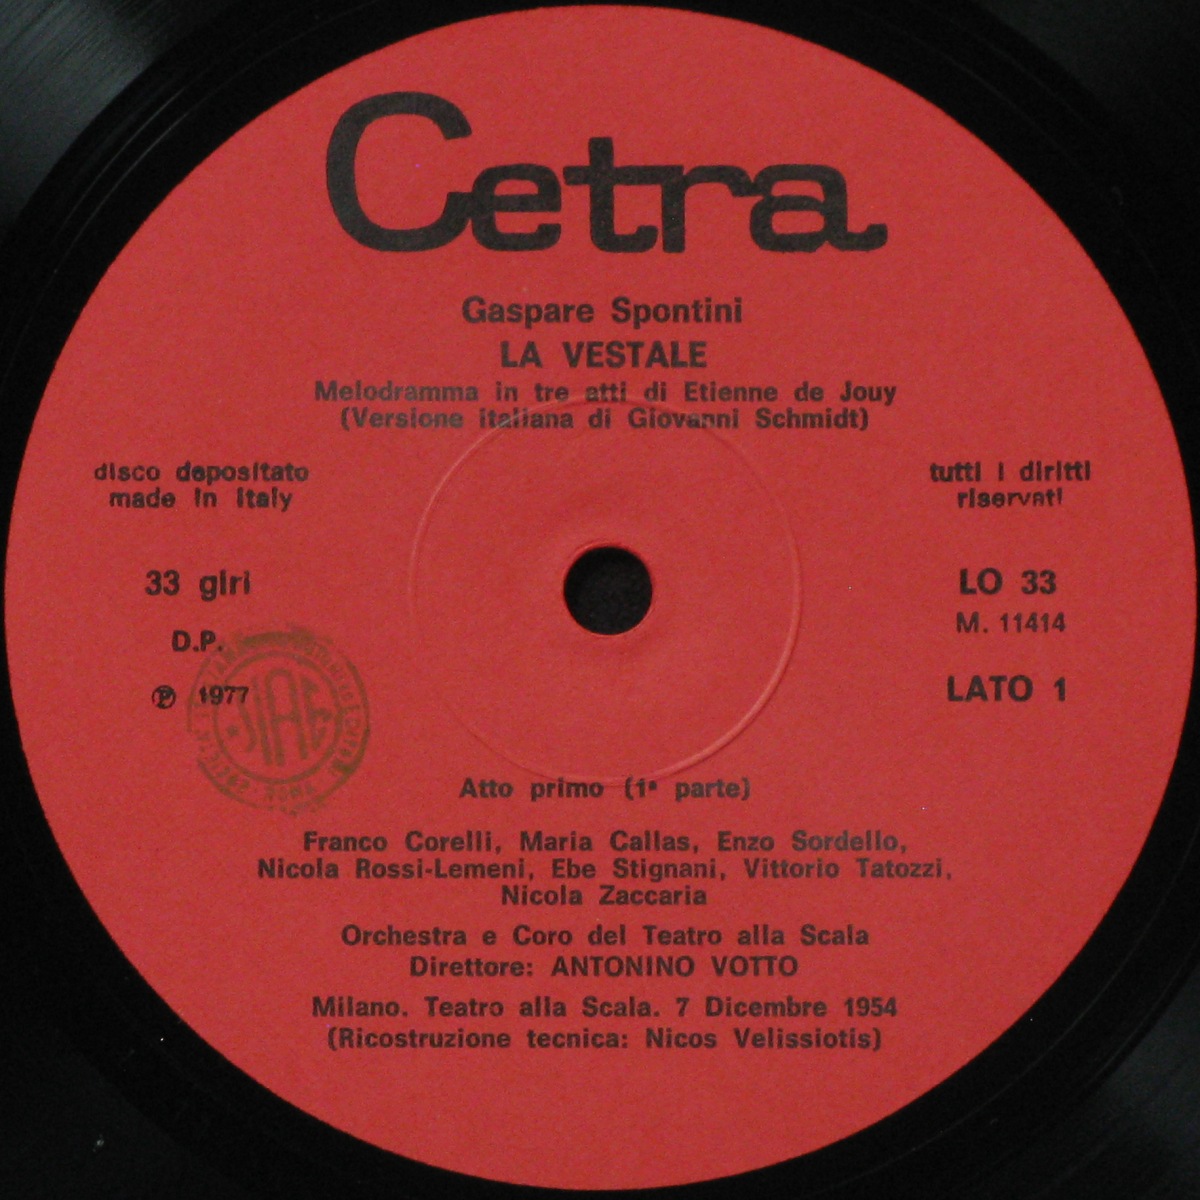 Cetra
Gaspare Spontini
LA VESTALE
Melodramma in tre atti di Etienne de Jouy
(Versione italiana di Giovanni Schmidt)
disco depositato
made in Italy
tutti i diritti
riservati
33 giri
D.P.
℗ 1977
LO 33
M. 11414
LATO 1
SIAE
ROMA
Atto primo (1ª parte)
Franco Corelli, Maria Callas, Enzo Sordello,
Nicola Rossi-Lemeni, Ebe Stignani, Vittorio Tatozzi,
Nicola Zaccaria
Orchestra e Coro del Teatro alla Scala
Direttore: ANTONINO VOTTO
Milano. Teatro alla Scala. 7 Dicembre 1954
(Ricostruzione tecnica: Nicos Velissiotis)